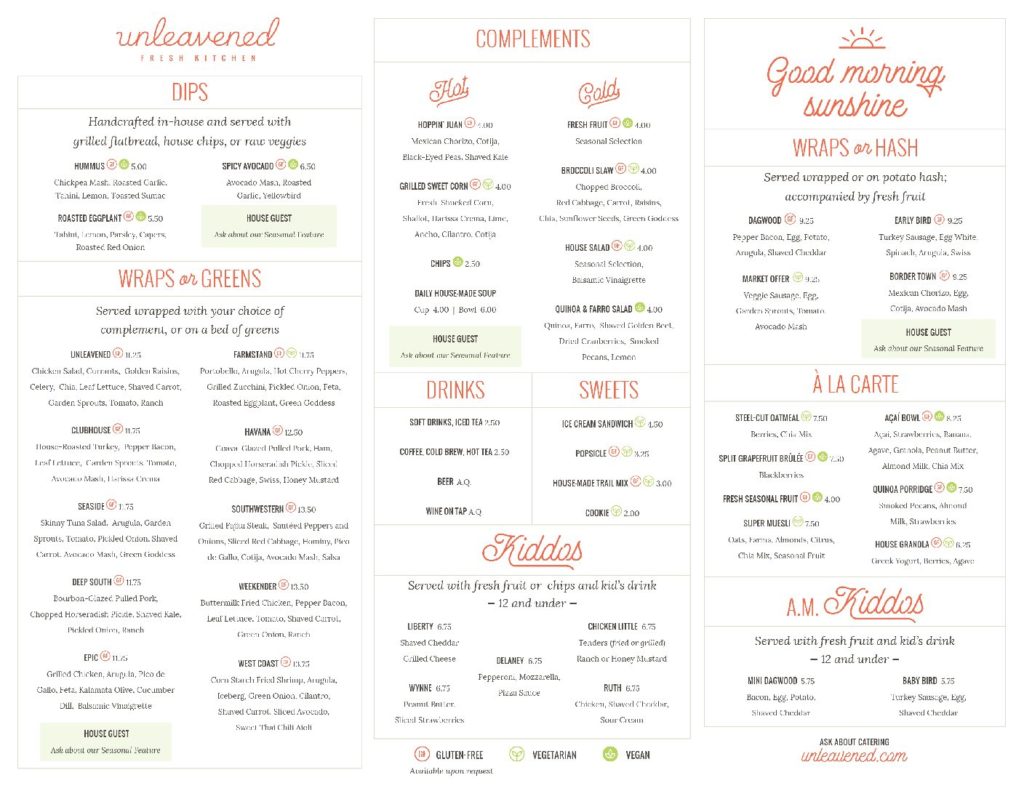 unleavened
FRESH KITCHEN
DIPS
Handcrafted in-house and served with
grilled flatbread, house chips, or raw veggies
HUMMUS GF 5.00
Chickpea Mash, Roasted Garlic,
Tahini, Lemon, Toasted Sumac
SPICY AVOCADO GF 6.50
Avocado Mash, Roasted
Garlic, Yellowbird
ROASTED EGGPLANT GF 5.50
Tahini, Lemon, Parsley, Capers,
Roasted Red Onion
HOUSE GUEST
Ask about our Seasonal Feature
WRAPS or GREENS
Served wrapped with your choice of
complement, or on a bed of greens
UNLEAVENED GF 11.25
Chicken Salad, Currants, Golden Raisins,
Celery, Chia, Leaf Lettuce, Shaved Carrot,
Garden Sprouts, Tomato, Ranch
CLUBHOUSE GF 11.75
House-Roasted Turkey, Pepper Bacon,
Leaf Lettuce, Garden Sprouts, Tomato,
Avocado Mash, Harissa Crema
SEASIDE GF 11.75
Skinny Tuna Salad, Arugula, Garden
Sprouts, Tomato, Pickled Onion, Shaved
Carrot, Avocado Mash, Green Goddess
DEEP SOUTH GF 11.75
Bourbon-Glazed Pulled Pork,
Chopped Horseradish Pickle, Shaved Kale,
Pickled Onion, Ranch
EPIC GF 11.75
Grilled Chicken, Arugula, Pico de
Gallo, Feta, Kalamata Olive, Cucumber
Dill, Balsamic Vinaigrette
HOUSE GUEST
Ask about our Seasonal Feature
FARMSTAND GF 11.75
Portobello, Arugula, Hot Cherry Peppers,
Grilled Zucchini, Pickled Onion, Feta,
Roasted Eggplant, Green Goddess
HAVANA GF 12.50
Guava Glazed Pulled Pork, Ham,
Chopped Horseradish Pickle, Sliced
Red Cabbage, Swiss, Honey Mustard
SOUTHWESTERN GF 13.50
Grilled Fajita Steak, Sautéed Peppers and
Onions, Sliced Red Cabbage, Hominy, Pico
de Gallo, Cotija, Avocado Mash, Salsa
WEEKENDER GF 13.50
Buttermilk Fried Chicken, Pepper Bacon,
Leaf Lettuce, Tomato, Shaved Carrot,
Green Onion, Ranch
WEST COAST GF 13.75
Corn Starch Fried Shrimp, Arugula,
Iceberg, Green Onion, Cilantro,
Shaved Carrot, Sliced Avocado,
Sweet Thai Chili Aioli
COMPLEMENTS
Hot
HOPPIN' JUAN GF 4.00
Mexican Chorizo, Cotija,
Black-Eyed Peas, Shaved Kale
GRILLED SWEET CORN GF 4.00
Fresh Shucked Corn,
Shallot, Harissa Crema, Lime,
Ancho, Cilantro, Cotija
CHIPS 2.50
DAILY HOUSE-MADE SOUP
Cup 4.00 | Bowl 6.00
HOUSE GUEST
Ask about our Seasonal Feature
Cold
FRESH FRUIT GF 4.00
Seasonal Selection
BROCCOLI SLAW GF 4.00
Chopped Broccoli,
Red Cabbage, Carrot, Raisins,
Chia, Sunflower Seeds, Green Goddess
HOUSE SALAD GF 4.00
Seasonal Selection,
Balsamic Vinaigrette
QUINOA & FARRO SALAD 4.00
Quinoa, Farro, Shaved Golden Beet,
Dried Cranberries, Smoked
Pecans, Lemon
DRINKS
SOFT DRINKS, ICED TEA 2.50
COFFEE, COLD BREW, HOT TEA 2.50
BEER A.Q.
WINE ON TAP A.Q.
SWEETS
ICE CREAM SANDWICH 4.50
POPSICLE GF 3.25
HOUSE-MADE TRAIL MIX GF 3.00
COOKIE 2.00
Kiddos
Served with fresh fruit or chips and kid's drink
– 12 and under –
LIBERTY 6.75
Shaved Cheddar
Grilled Cheese
WYNNE 6.75
Peanut Butter,
Sliced Strawberries
DELANEY 6.75
Pepperoni, Mozzarella,
Pizza Sauce
CHICKEN LITTLE 6.75
Tenders (fried or grilled)
Ranch or Honey Mustard
RUTH 6.75
Chicken, Shaved Cheddar,
Sour Cream
GF GLUTEN-FREE
Available upon request
VEGETARIAN
VEGAN
Good morning
sunshine
WRAPS or HASH
Served wrapped or on potato hash;
accompanied by fresh fruit
DAGWOOD GF 9.25
Pepper Bacon, Egg, Potato,
Arugula, Shaved Cheddar
EARLY BIRD GF 9.25
Turkey Sausage, Egg White,
Spinach, Arugula, Swiss
MARKET OFFER 9.25
Veggie Sausage, Egg,
Garden Sprouts, Tomato,
Avocado Mash
BORDER TOWN GF 9.25
Mexican Chorizo, Egg,
Cotija, Avocado Mash
HOUSE GUEST
Ask about our Seasonal Feature
À LA CARTE
STEEL-CUT OATMEAL 7.50
Berries, Chia Mix
SPLIT GRAPEFRUIT BRÛLÉE GF 7.50
Blackberries
FRESH SEASONAL FRUIT GF 4.00
SUPER MUESLI 7.50
Oats, Farina, Almonds, Citrus,
Chia Mix, Seasonal Fruit
AÇAÍ BOWL GF 8.25
Açaí, Strawberries, Banana,
Agave, Granola, Peanut Butter,
Almond Milk, Chia Mix
QUINOA PORRIDGE GF 7.50
Smoked Pecans, Almond
Milk, Strawberries
HOUSE GRANOLA GF 6.25
Greek Yogurt, Berries, Agave
A.M. Kiddos
Served with fresh fruit and kid's drink
– 12 and under –
MINI DAGWOOD 5.75
Bacon, Egg, Potato,
Shaved Cheddar
BABY BIRD 5.75
Turkey Sausage, Egg,
Shaved Cheddar
ASK ABOUT CATERING
unleavened.com